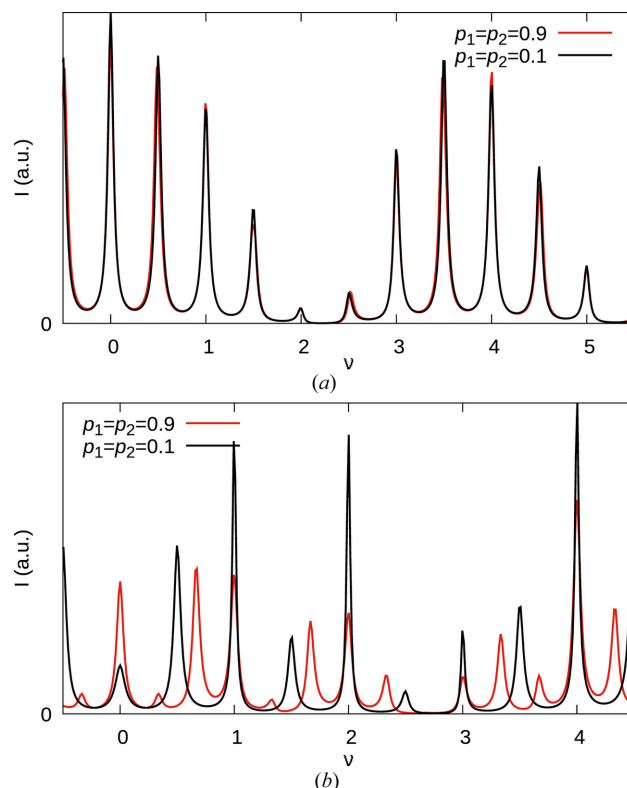 p₁=p₂=0.9
p₁=p₂=0.1
I (a.u.)
0
0 1 2 3 4 5
ν
(a)
p₁=p₂=0.9
p₁=p₂=0.1
I (a.u.)
0
0 1 2 3 4
ν
(b)